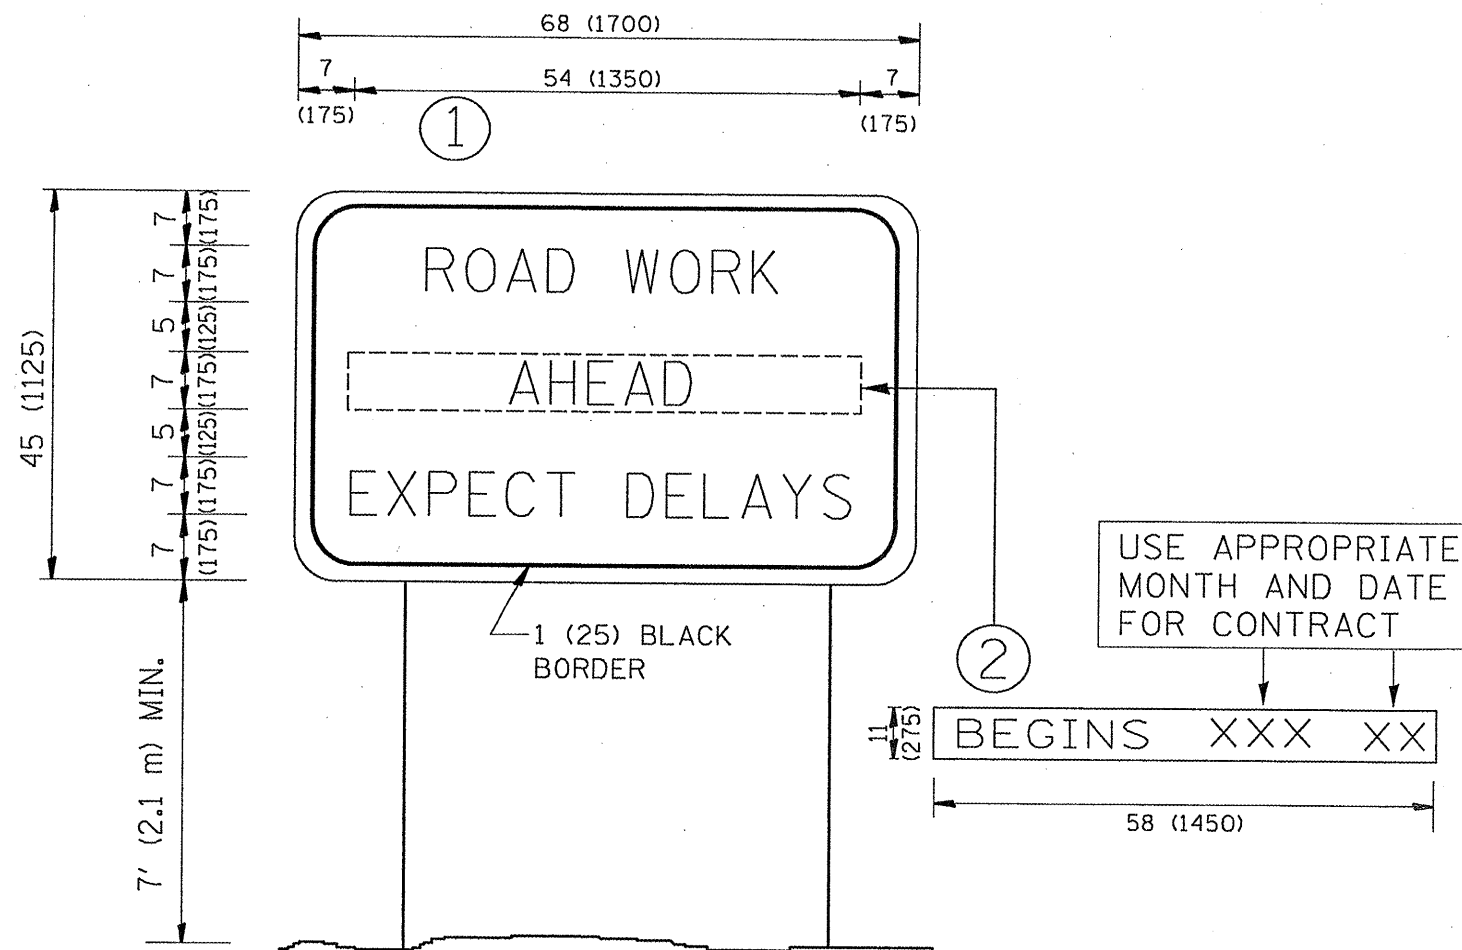 68 (1700)
7
54 (1350)
7
(175)
(175)
1
7 (175)
7 (175)
5 (125)
7 (175)
5 (125)
7 (175)
7 (175)
45 (1125)
7' (2.1 m) MIN.
ROAD WORK
AHEAD
EXPECT DELAYS
1 (25) BLACK
BORDER
2
USE APPROPRIATE
MONTH AND DATE
FOR CONTRACT
11
(275)
BEGINS XXX XX
58 (1450)